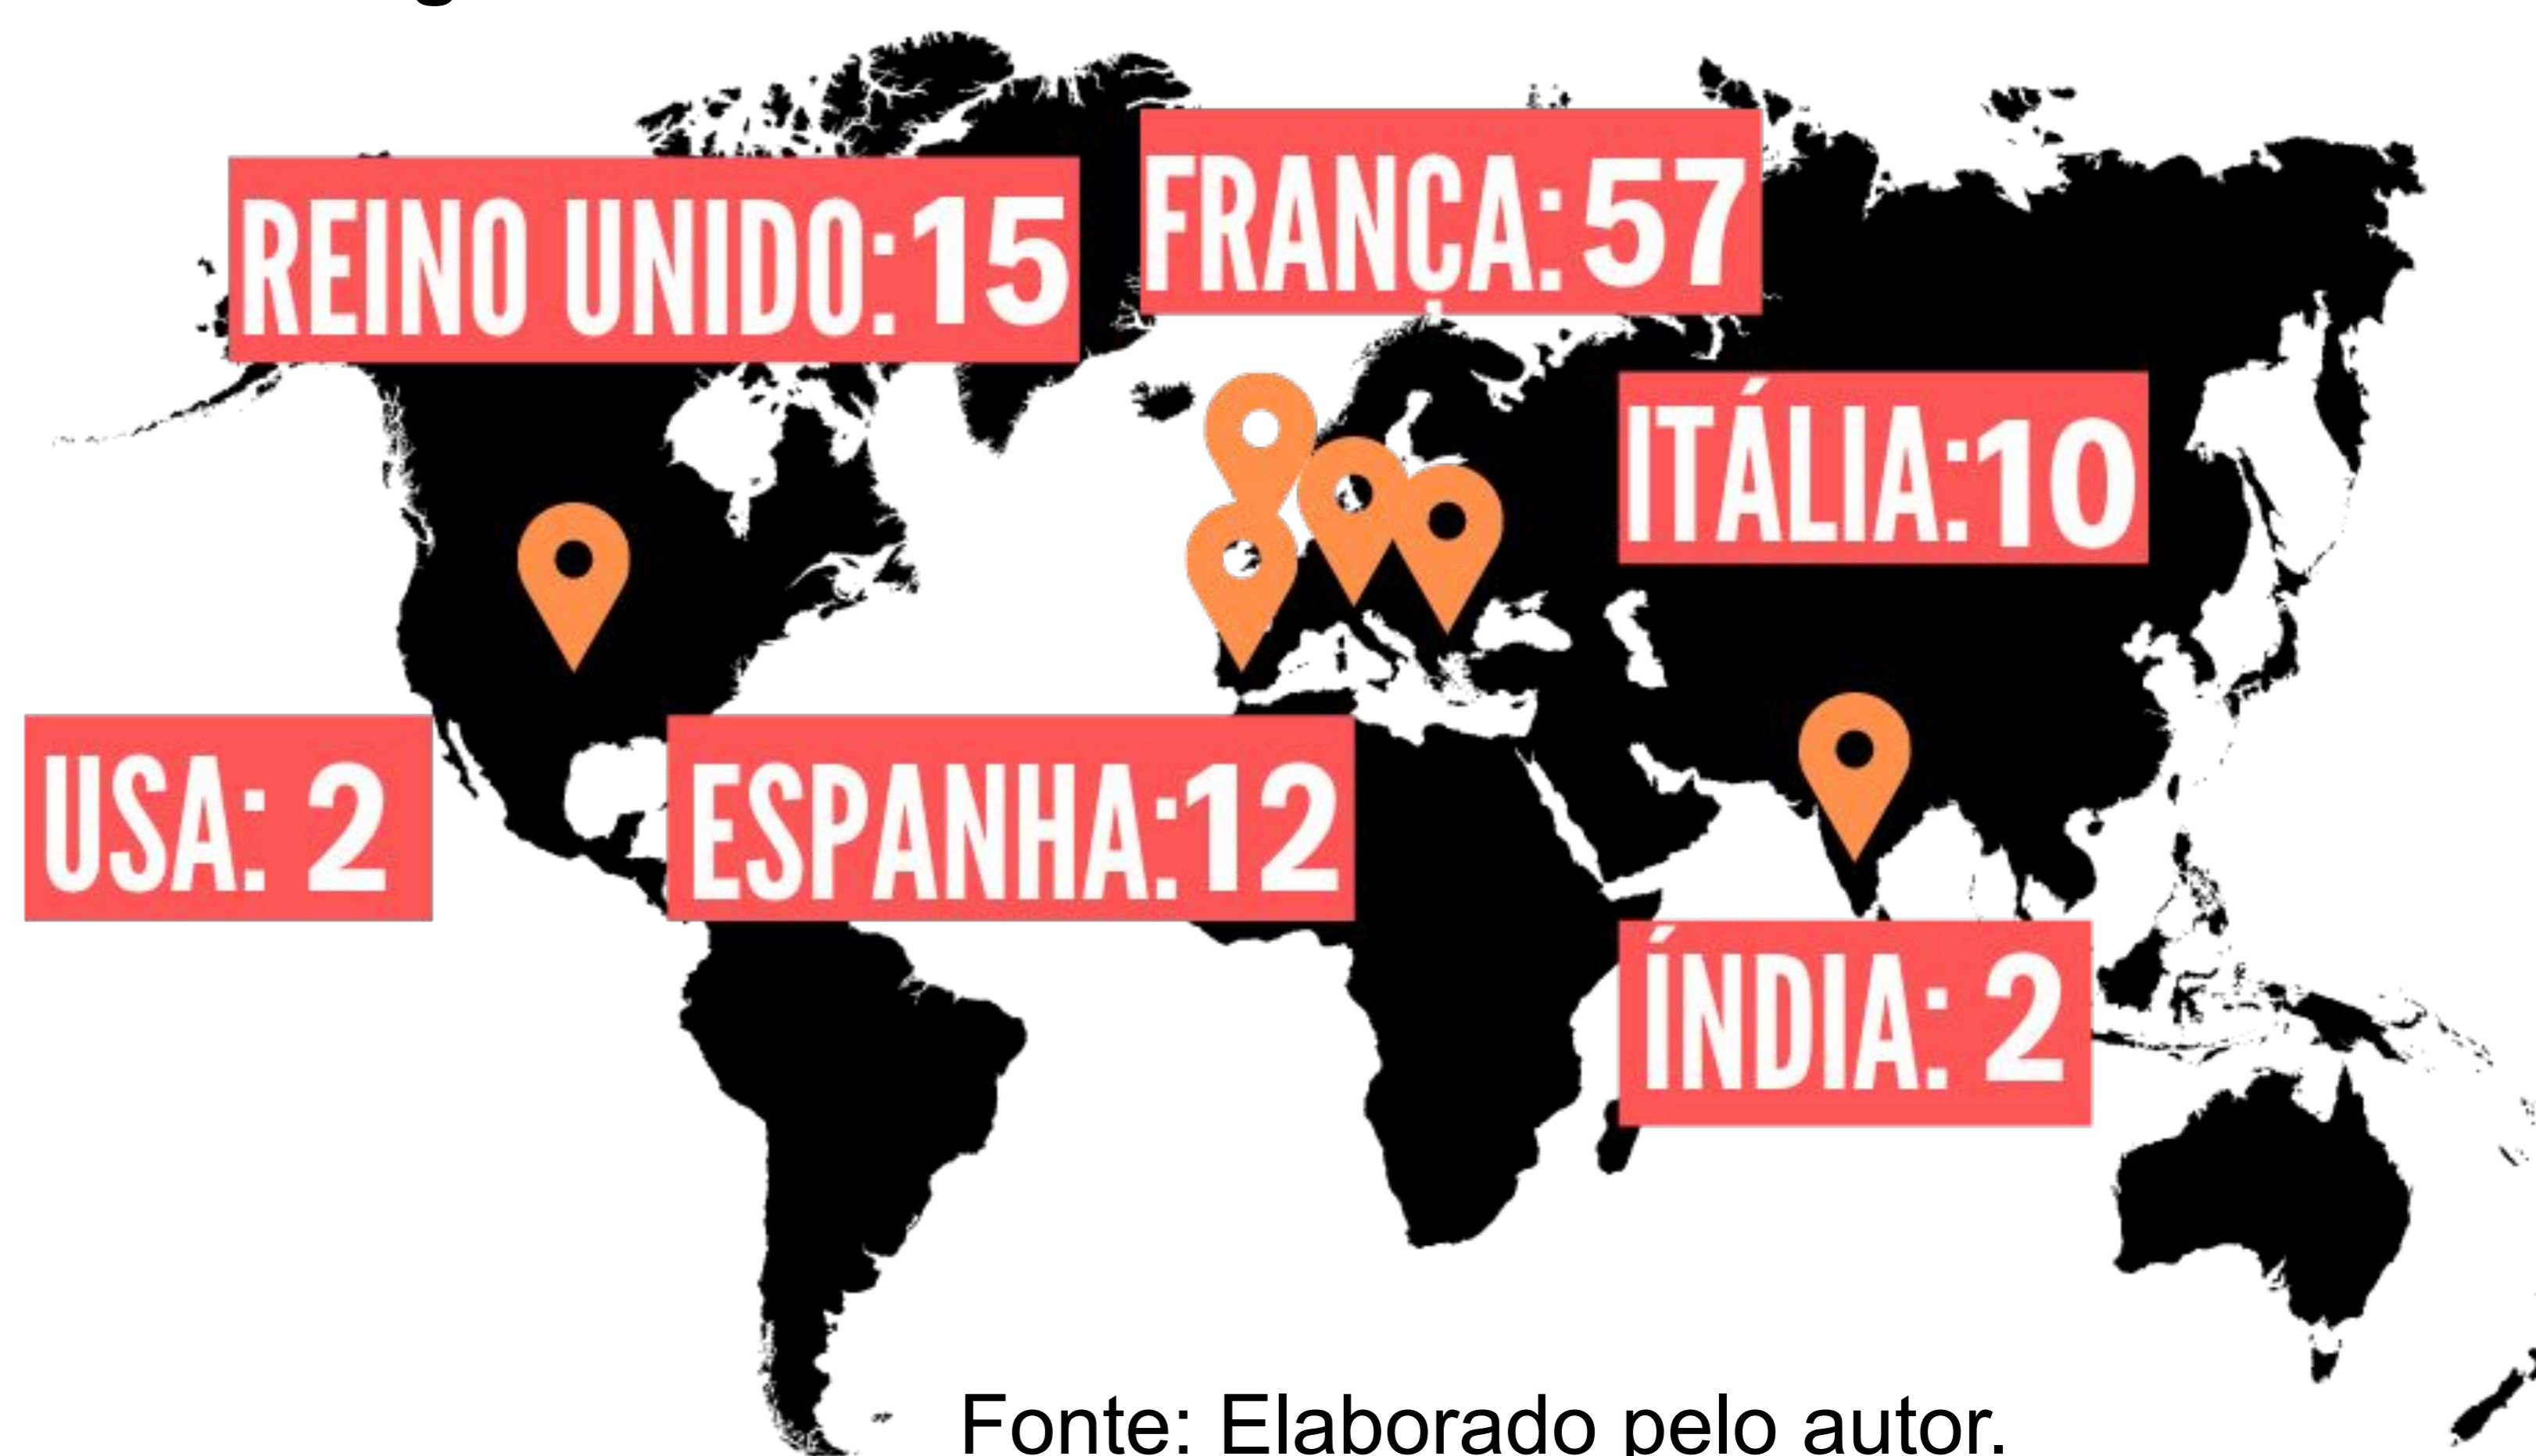 REINO UNIDO:15
FRANÇA:57
ITÁLIA:10
USA: 2
ESPANHA:12
ÍNDIA: 2
Fonte: Elaborado pelo autor.